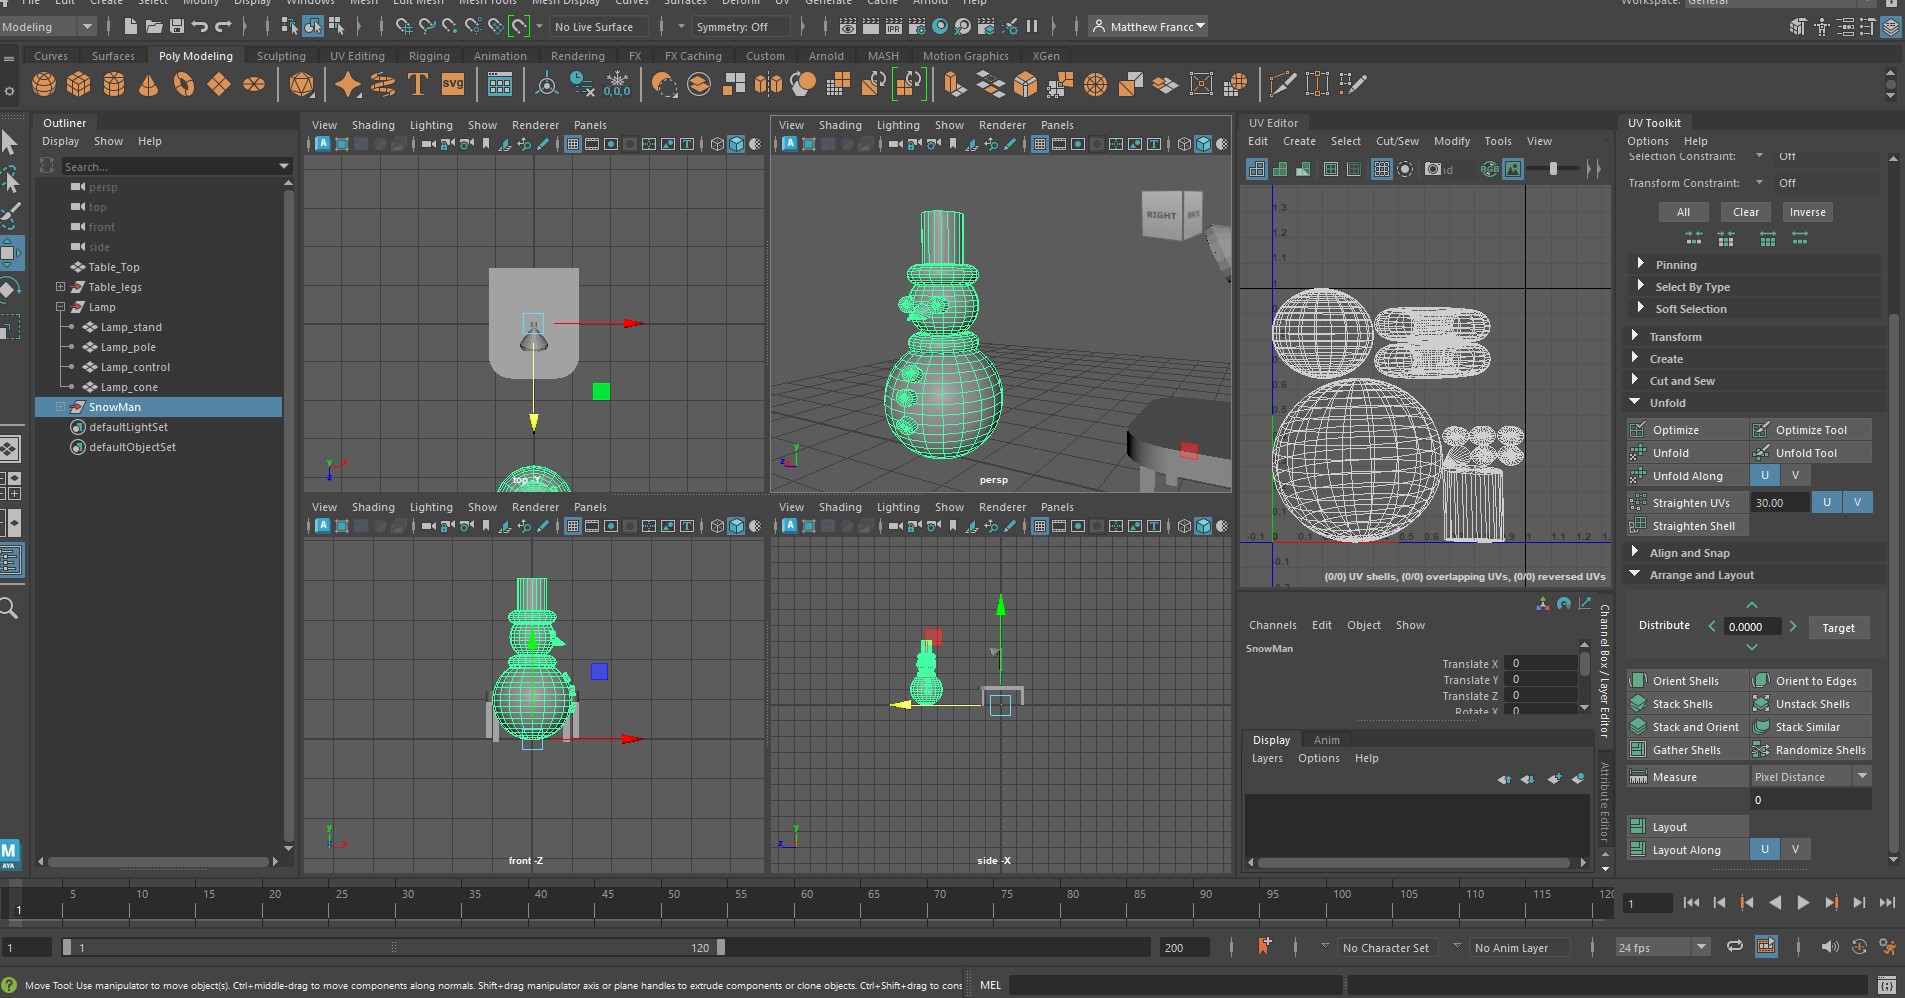 File Edit Create Select Modify Display Windows Mesh Edit Mesh Mesh Tools Mesh Display Curves Surfaces Deform UV Generate Cache Arnold Help
Workspace: General
Modeling
No Live Surface
Symmetry: Off
Matthew Franco
Curves Surfaces Poly Modeling Sculpting UV Editing Rigging Animation Rendering FX FX Caching Custom Arnold MASH Motion Graphics XGen
T
SVG
0,0,0
Outliner
Display Show Help
Search...
persp
top
front
side
Table_Top
Table_legs
Lamp
Lamp_stand
Lamp_pole
Lamp_control
Lamp_cone
SnowMan
defaultLightSet
defaultObjectSet
View Shading Lighting Show Renderer Panels
top -Y
View Shading Lighting Show Renderer Panels
RIGHT BACK
persp
View Shading Lighting Show Renderer Panels
front -Z
View Shading Lighting Show Renderer Panels
side -X
UV Editor
Edit Create Select Cut/Sew Modify Tools View
1.3
1.2
1.1
1
0.6
0.5
0.1
-0.1 0 0.1 0.5 0.6 .9 1 1.1 1.2 1.
-0.1
(0/0) UV shells, (0/0) overlapping UVs, (0/0) reversed UVs
Channels Edit Object Show
SnowMan
Translate X 0
Translate Y 0
Translate Z 0
Rotate X 0
Channel Box / Layer Editor
Attribute Editor
Display Anim
Layers Options Help
UV Toolkit
Options Help
Selection Constraint: Off
Transform Constraint: Off
All Clear Inverse
Pinning
Select By Type
Soft Selection
Transform
Create
Cut and Sew
Unfold
Optimize Optimize Tool
Unfold Unfold Tool
Unfold Along U V
Straighten UVs 30.00 U V
Straighten Shell
Align and Snap
Arrange and Layout
Distribute 0.0000 Target
Orient Shells Orient to Edges
Stack Shells Unstack Shells
Stack and Orient Stack Similar
Gather Shells Randomize Shells
Measure Pixel Distance
0
Layout
Layout Along U V
M
AYA
5 10 15 20 25 30 35 40 45 50 55 60 65 70 75 80 85 90 95 100 105 110 115 120
1
1
1 1 120 200
No Character Set
No Anim Layer
24 fps
Move Tool: Use manipulator to move object(s). Ctrl+middle-drag to move components along normals. Shift+drag manipulator axis or plane handles to extrude components or clone objects. Ctrl+Shift+drag to cons
MEL